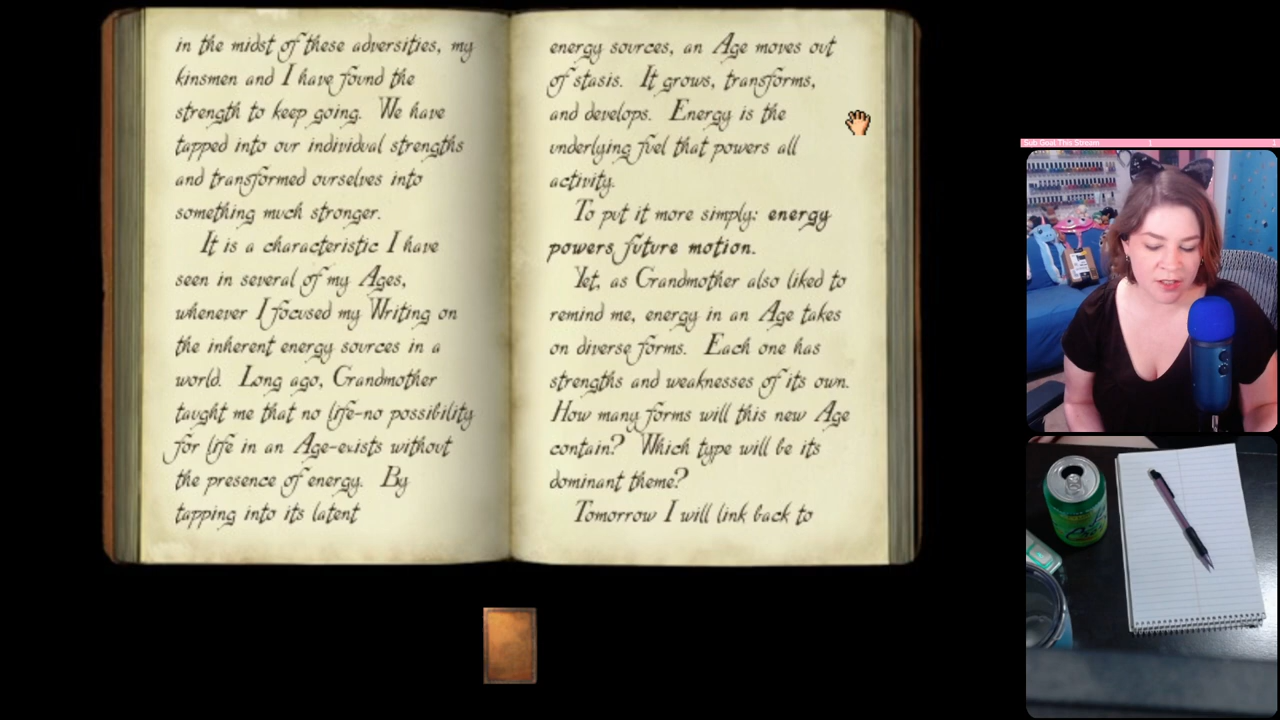 in the midst of these adversities, my
kinsmen and I have found the
strength to keep going. We have
tapped into our individual strengths
and transformed ourselves into
something much stronger.
It is a characteristic I have
seen in several of my Ages,
whenever I focused my Writing on
the inherent energy sources in a
world. Long ago, Grandmother
taught me that no life-no possibility
for life in an Age-exists without
the presence of energy. By
tapping into its latent
energy sources, an Age moves out
of stasis. It grows, transforms,
and develops. Energy is the
underlying fuel that powers all
activity.
To put it more simply: energy
powers future motion.
Yet, as Grandmother also liked to
remind me, energy in an Age takes
on diverse forms. Each one has
strengths and weaknesses of its own.
How many forms will this new Age
contain? Which type will be its
dominant theme?
Tomorrow I will link back to
Sub Goal This Stream 1